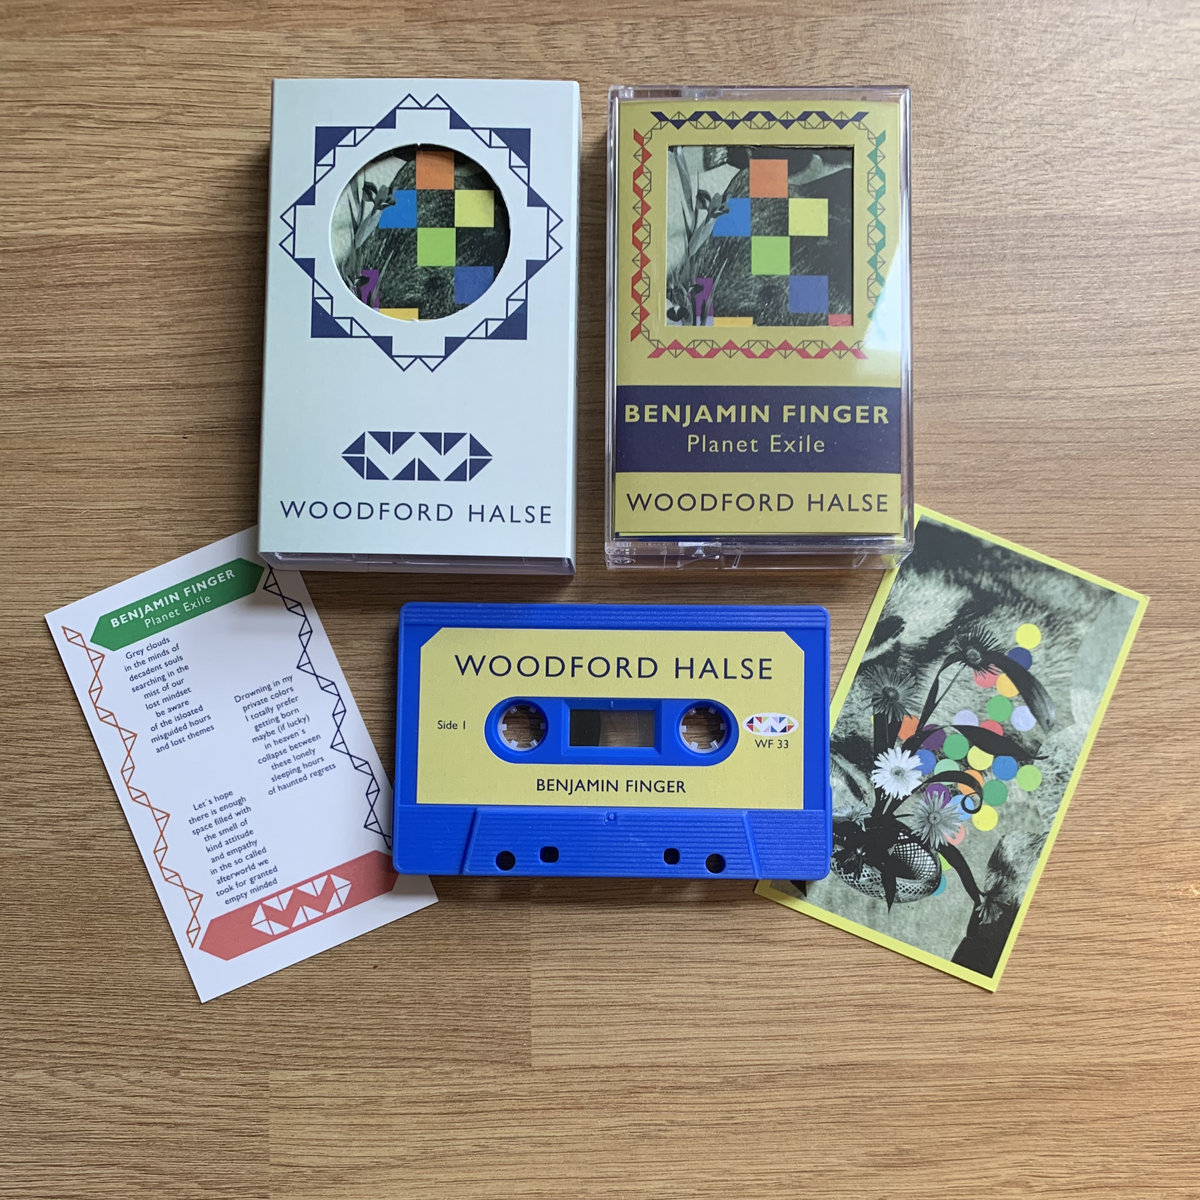 WOODFORD HALSE
BENJAMIN FINGER
Planet Exile
WOODFORD HALSE
BENJAMIN FINGER
Planet Exile
Grey clouds
in the minds of
decadent souls
searching in the
mist of our
lost mindset
be aware
of the isloated
misguided hours
and lost themes
Drowning in my
private colors
I totally prefer
getting born
maybe (if lucky)
in heaven´s
collapse between
these lonely
sleeping hours
of haunted regrets
Let´s hope
there is enough
space filled with
the smell of
kind attitude
and empathy
in the so called
afterworld we
took for granted
empty minded
WOODFORD HALSE
Side 1
WF 33
BENJAMIN FINGER